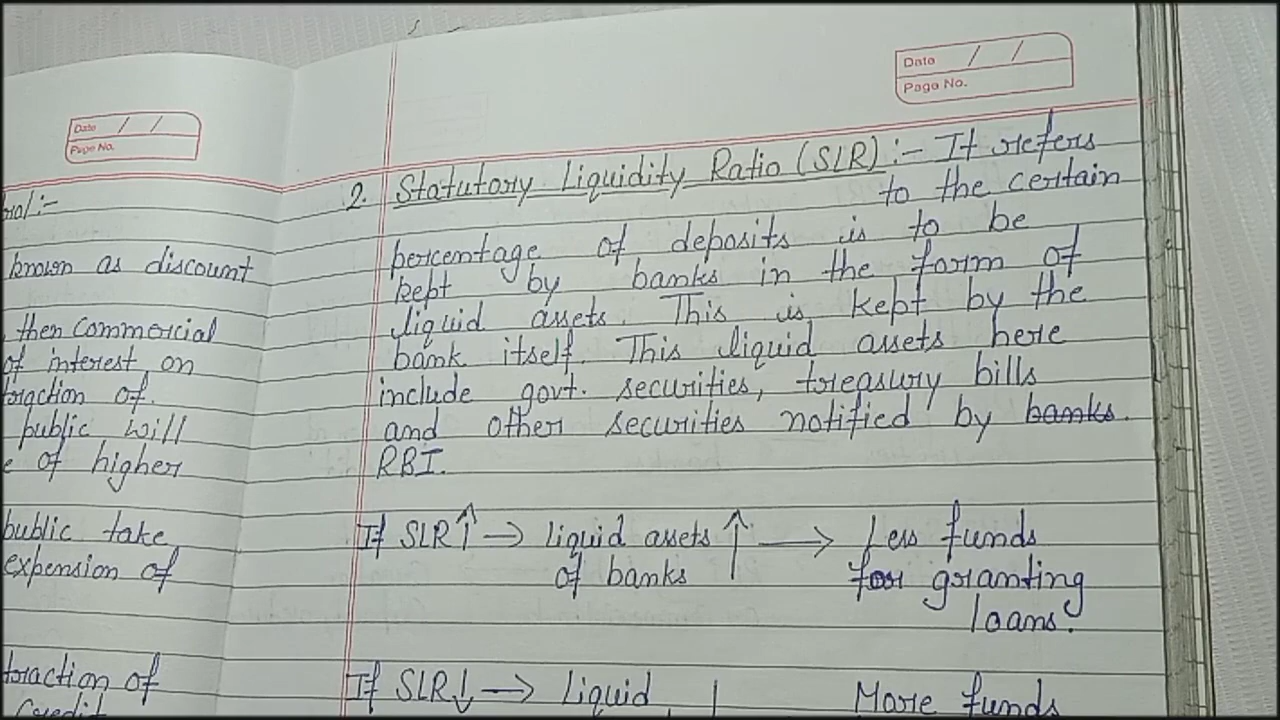 Date / /
Page No.
rol:-
known as discount
then commercial
of interest on
traction of.
public will
e of higher
public take
expension of
traction of
Credit
Date / /
Page No.
2. Statutory Liquidity Ratio (SLR) :- It refers
to the certain
percentage of deposits is to be
kept by banks in the form of
liquid assets. This is kept by the
bank itself. This liquid assets here
include govt. securities, treasury bills
and other securities notified by banks.
RBI.
If SLR↑ → liquid assets ↑ → Less funds
of banks for granting
loans.
If SLR↓ → Liquid More funds